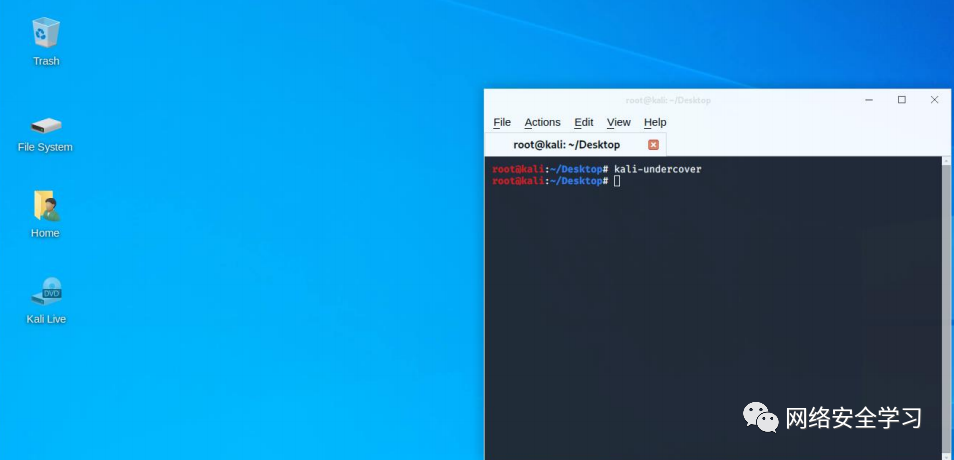 Trash
File System
Home
DVD
Kali Live
root@kali: ~/Desktop
File Actions Edit View Help
root@kali: ~/Desktop
root@kali:~/Desktop# kali-undercover
root@kali:~/Desktop#
网络安全学习